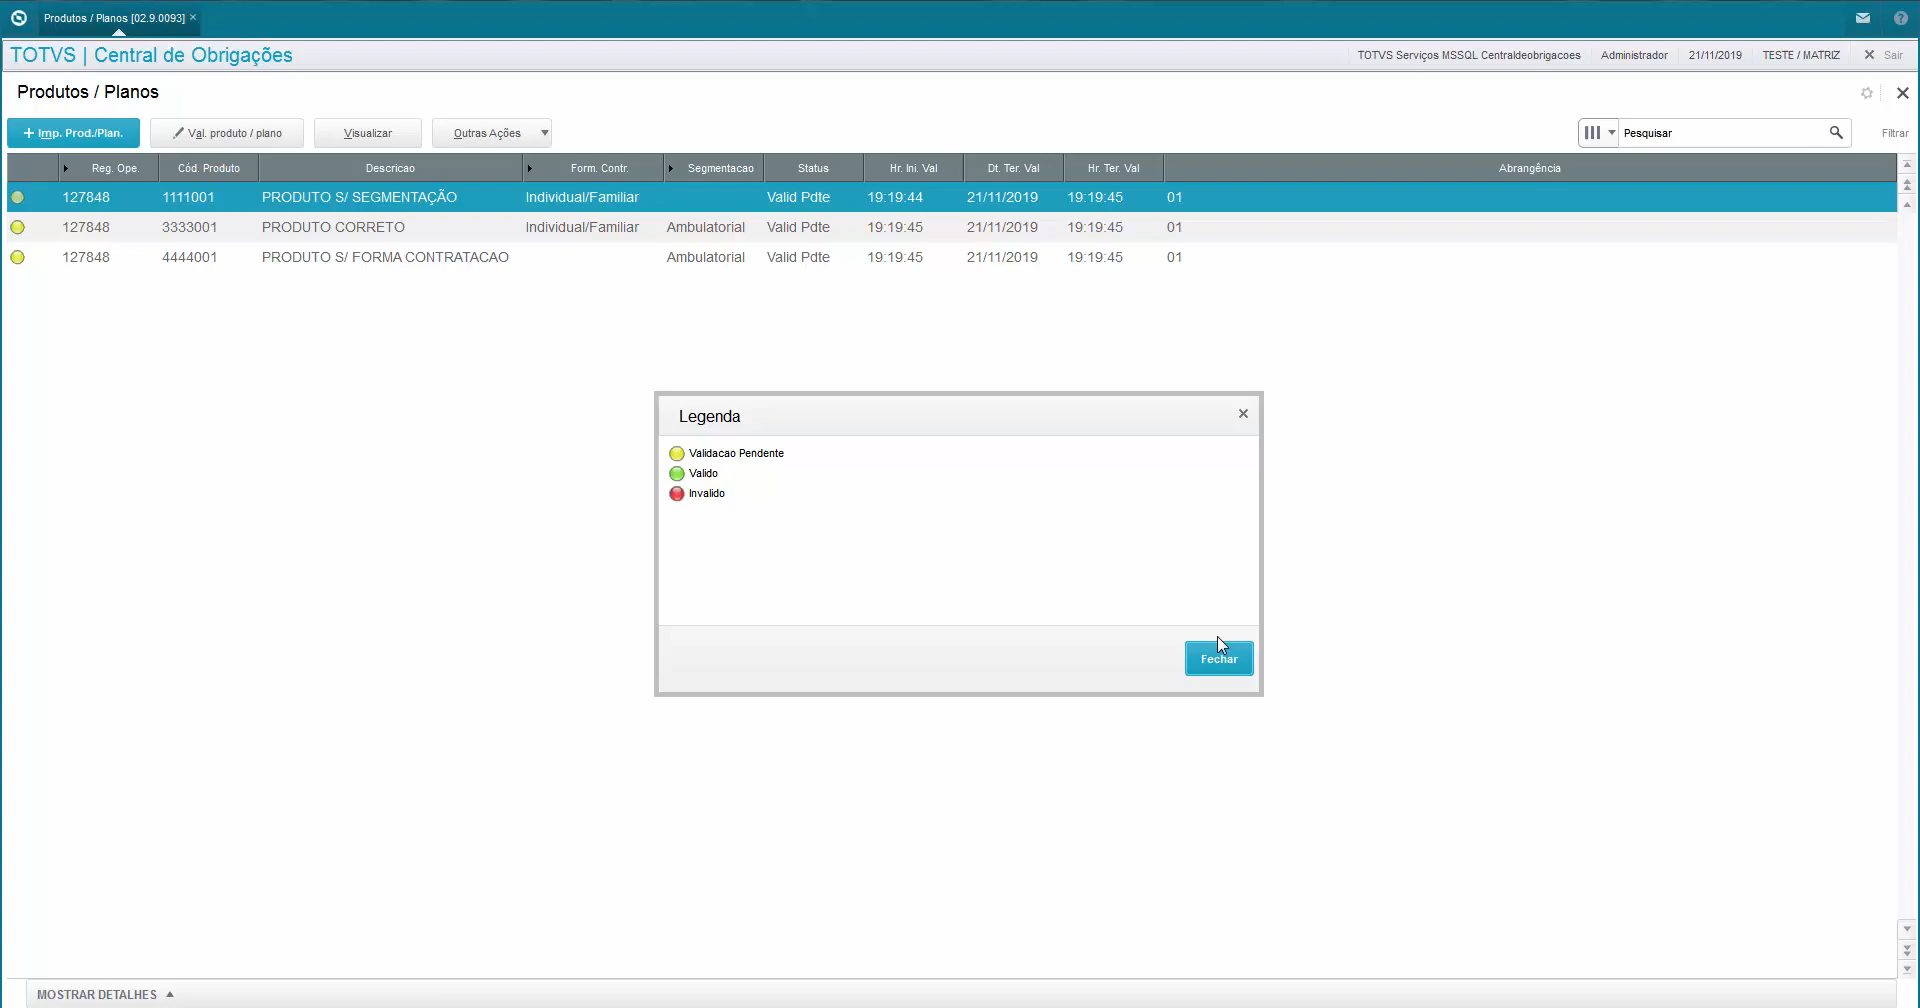 Produtos / Planos [02.9.0093]
TOTVS | Central de Obrigações
TOTVS Serviços MSSQL Centraldeobrigacoes Administrador 21/11/2019 TESTE / MATRIZ Sair
Produtos / Planos
+ Imp. Prod./Plan. Val. produto / plano Visualizar Outras Ações Pesquisar Filtrar
Reg. Ope. Cód. Produto Descricao Form. Contr. Segmentacao Status Hr. Ini. Val Dt. Ter. Val Hr. Ter. Val Abrangência
127848 1111001 PRODUTO S/ SEGMENTAÇÃO Individual/Familiar Valid Pdte 19:19:44 21/11/2019 19:19:45 01
127848 3333001 PRODUTO CORRETO Individual/Familiar Ambulatorial Valid Pdte 19:19:45 21/11/2019 19:19:45 01
127848 4444001 PRODUTO S/ FORMA CONTRATACAO Ambulatorial Valid Pdte 19:19:45 21/11/2019 19:19:45 01
Legenda
Validacao Pendente
Valido
Invalido
Fechar
MOSTRAR DETALHES